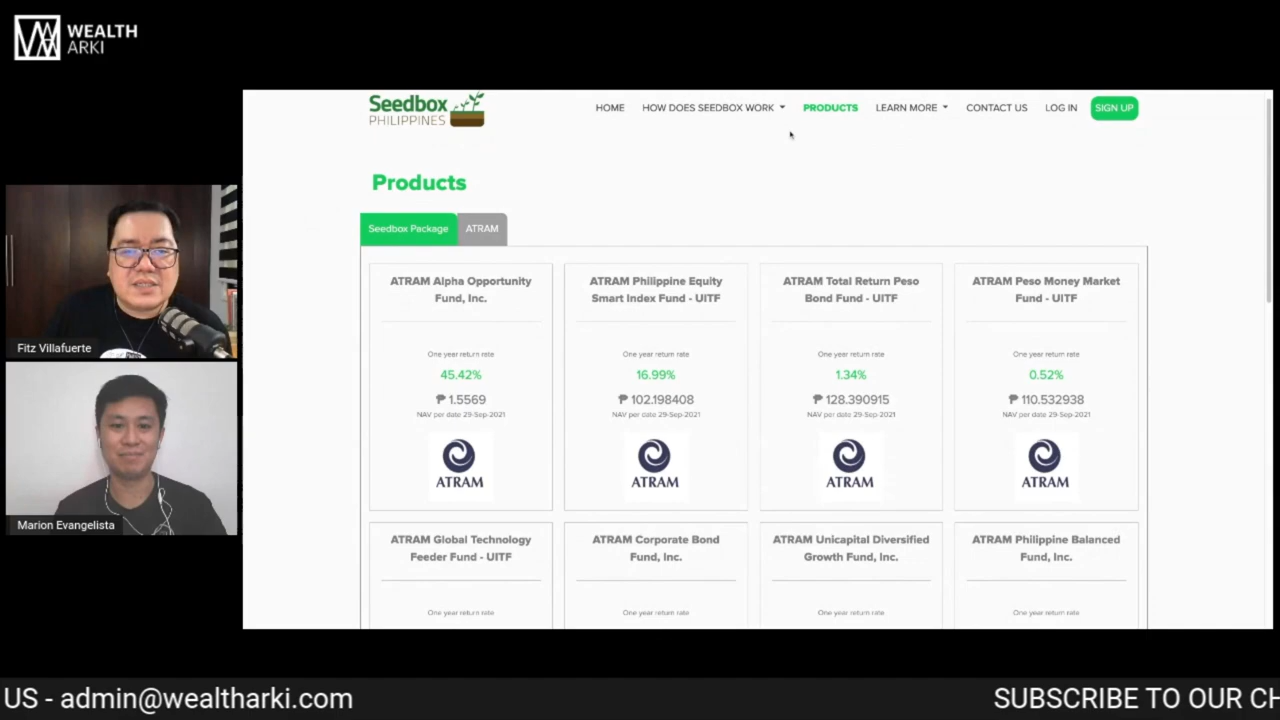 WEALTH
ARKI
Seedbox
PHILIPPINES
HOME HOW DOES SEEDBOX WORK PRODUCTS LEARN MORE CONTACT US LOG IN SIGN UP
Products
Seedbox Package ATRAM
ATRAM Alpha Opportunity
Fund, Inc.
One year return rate
45.42%
₱ 1.5569
NAV per date 29-Sep-2021
ATRAM
ATRAM Philippine Equity
Smart Index Fund - UITF
One year return rate
16.99%
₱ 102.198408
NAV per date 29-Sep-2021
ATRAM
ATRAM Total Return Peso
Bond Fund - UITF
One year return rate
1.34%
₱ 128.390915
NAV per date 29-Sep-2021
ATRAM
ATRAM Peso Money Market
Fund - UITF
One year return rate
0.52%
₱ 110.532938
NAV per date 29-Sep-2021
ATRAM
ATRAM Global Technology
Feeder Fund - UITF
One year return rate
ATRAM Corporate Bond
Fund, Inc.
One year return rate
ATRAM Unicapital Diversified
Growth Fund, Inc.
One year return rate
ATRAM Philippine Balanced
Fund, Inc.
One year return rate
Fitz Villafuerte
Marion Evangelista
US - admin@wealtharki.com SUBSCRIBE TO OUR CH